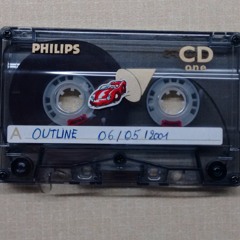 PHILIPS
CD
one
A OUTLINE 06/05/2001